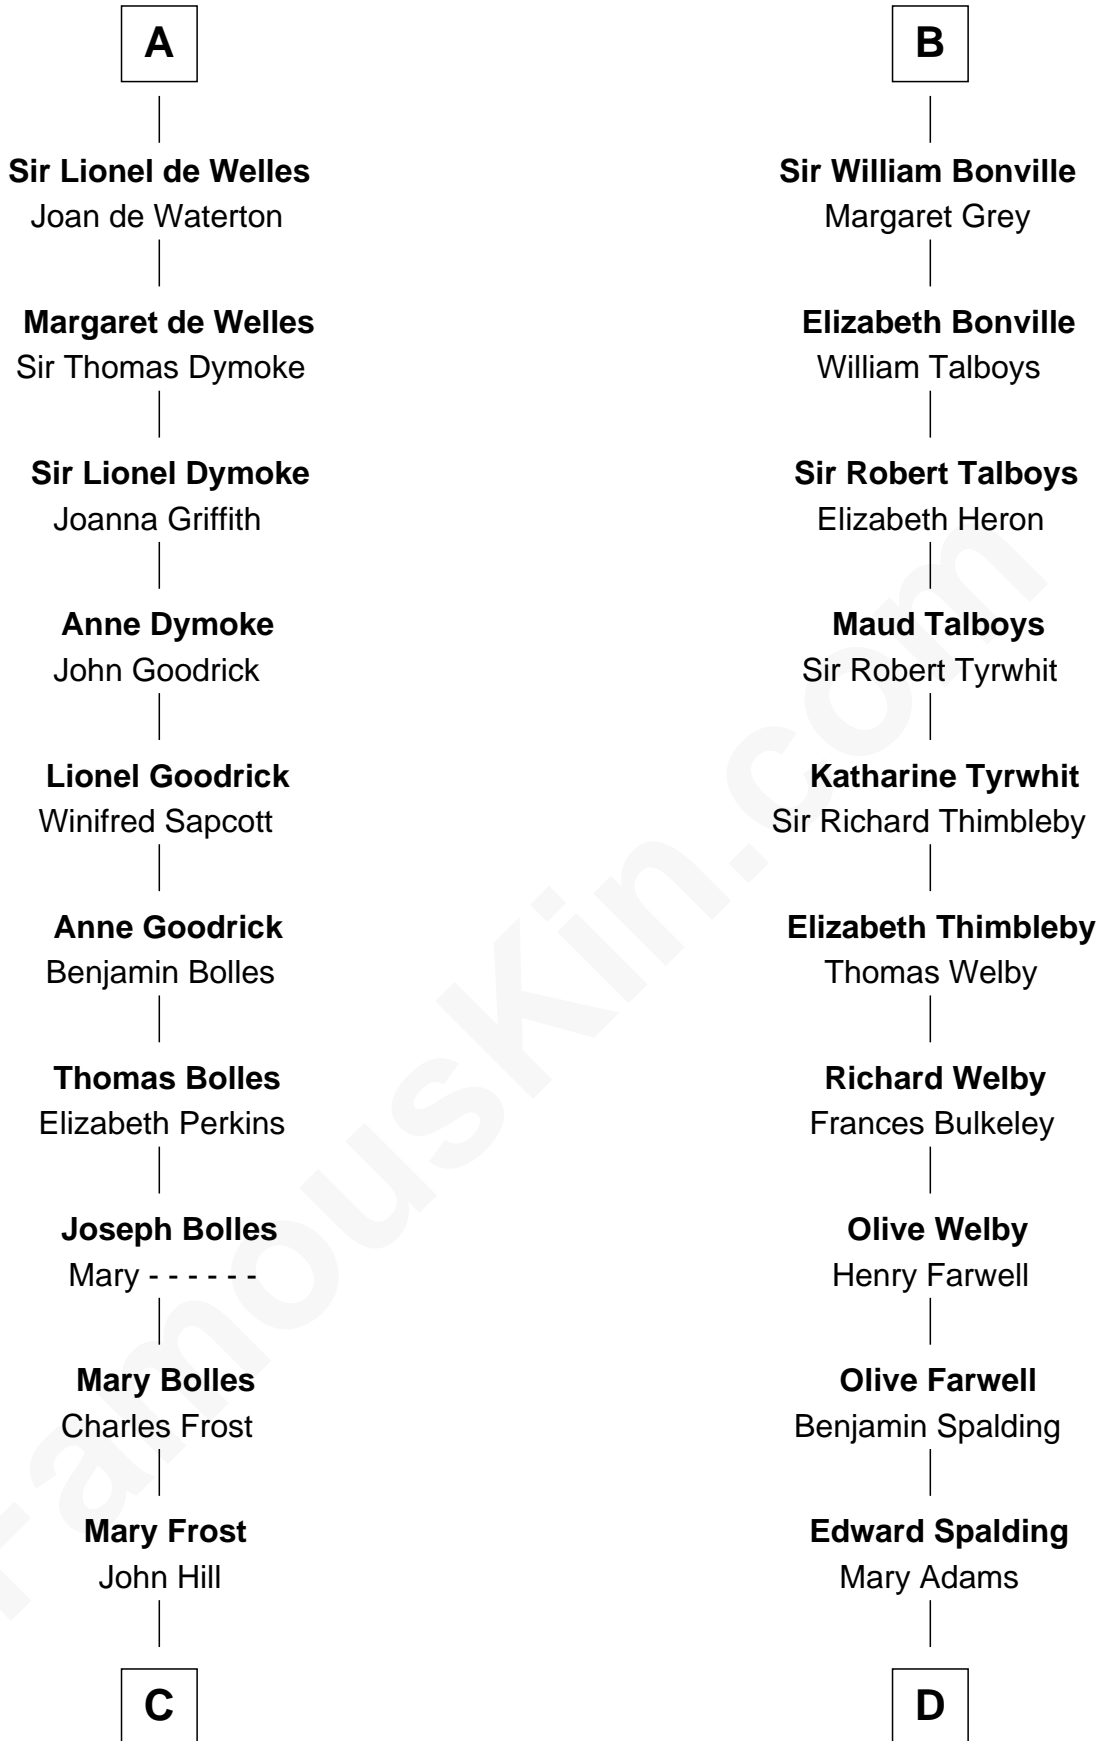 A
Sir Lionel de Welles
Joan de Waterton
Margaret de Welles
Sir Thomas Dymoke
Sir Lionel Dymoke
Joanna Griffith
Anne Dymoke
John Goodrick
Lionel Goodrick
Winifred Sapcott
Anne Goodrick
Benjamin Bolles
Thomas Bolles
Elizabeth Perkins
Joseph Bolles
Mary - - - - - -
Mary Bolles
Charles Frost
Mary Frost
John Hill
C
B
Sir William Bonville
Margaret Grey
Elizabeth Bonville
William Talboys
Sir Robert Talboys
Elizabeth Heron
Maud Talboys
Sir Robert Tyrwhit
Katharine Tyrwhit
Sir Richard Thimbleby
Elizabeth Thimbleby
Thomas Welby
Richard Welby
Frances Bulkeley
Olive Welby
Henry Farwell
Olive Farwell
Benjamin Spalding
Edward Spalding
Mary Adams
D
FamousKin.com